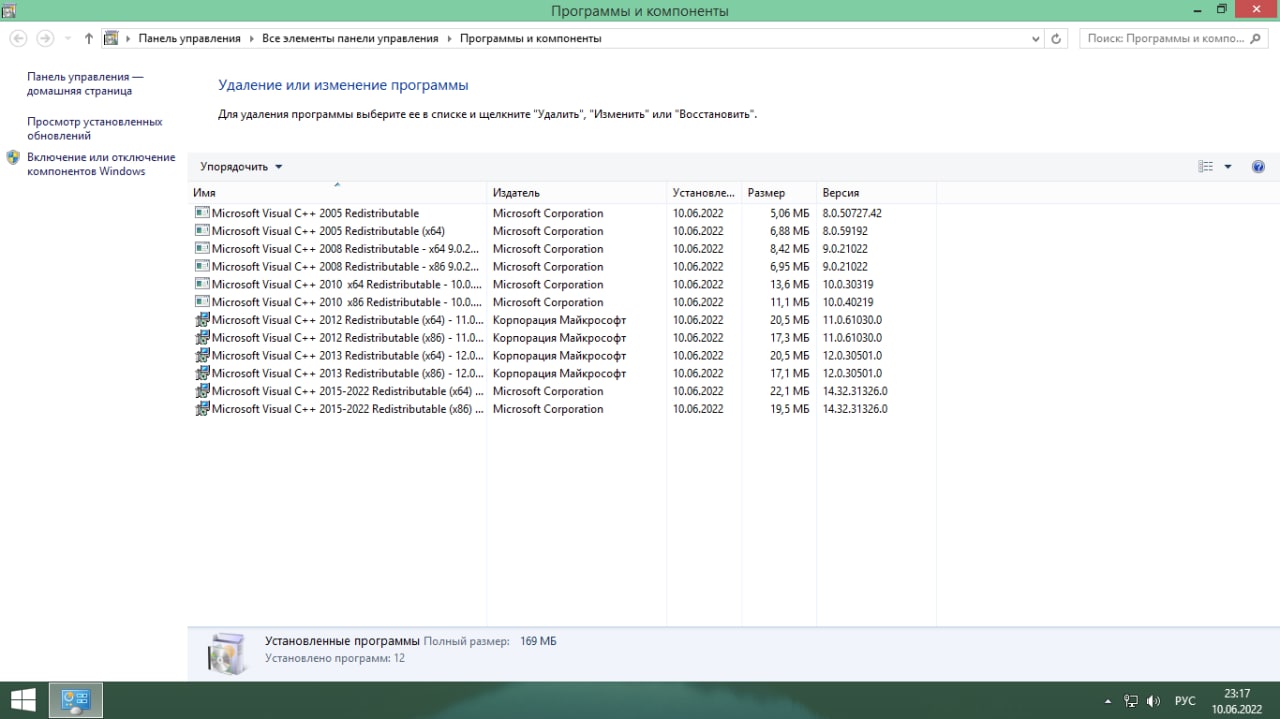 Программы и компоненты
Панель управления
Все элементы панели управления
Программы и компоненты
Поиск: Программы и компо...
Панель управления —
домашняя страница
Просмотр установленных
обновлений
Включение или отключение
компонентов Windows
Удаление или изменение программы
Для удаления программы выберите ее в списке и щелкните "Удалить", "Изменить" или "Восстановить".
Упорядочить
Имя Издатель Установле... Размер Версия
Microsoft Visual C++ 2005 Redistributable Microsoft Corporation 10.06.2022 5,06 МБ 8.0.50727.42
Microsoft Visual C++ 2005 Redistributable (x64) Microsoft Corporation 10.06.2022 6,88 МБ 8.0.59192
Microsoft Visual C++ 2008 Redistributable - x64 9.0.2... Microsoft Corporation 10.06.2022 8,42 МБ 9.0.21022
Microsoft Visual C++ 2008 Redistributable - x86 9.0.2... Microsoft Corporation 10.06.2022 6,95 МБ 9.0.21022
Microsoft Visual C++ 2010  x64 Redistributable - 10.0.... Microsoft Corporation 10.06.2022 13,6 МБ 10.0.30319
Microsoft Visual C++ 2010  x86 Redistributable - 10.0.... Microsoft Corporation 10.06.2022 11,1 МБ 10.0.40219
Microsoft Visual C++ 2012 Redistributable (x64) - 11.0... Корпорация Майкрософт 10.06.2022 20,5 МБ 11.0.61030.0
Microsoft Visual C++ 2012 Redistributable (x86) - 11.0... Корпорация Майкрософт 10.06.2022 17,3 МБ 11.0.61030.0
Microsoft Visual C++ 2013 Redistributable (x64) - 12.0... Корпорация Майкрософт 10.06.2022 20,5 МБ 12.0.30501.0
Microsoft Visual C++ 2013 Redistributable (x86) - 12.0... Корпорация Майкрософт 10.06.2022 17,1 МБ 12.0.30501.0
Microsoft Visual C++ 2015-2022 Redistributable (x64) ... Microsoft Corporation 10.06.2022 22,1 МБ 14.32.31326.0
Microsoft Visual C++ 2015-2022 Redistributable (x86) ... Microsoft Corporation 10.06.2022 19,5 МБ 14.32.31326.0
Установленные программы Полный размер: 169 МБ
Установлено программ: 12
РУС
23:17
10.06.2022